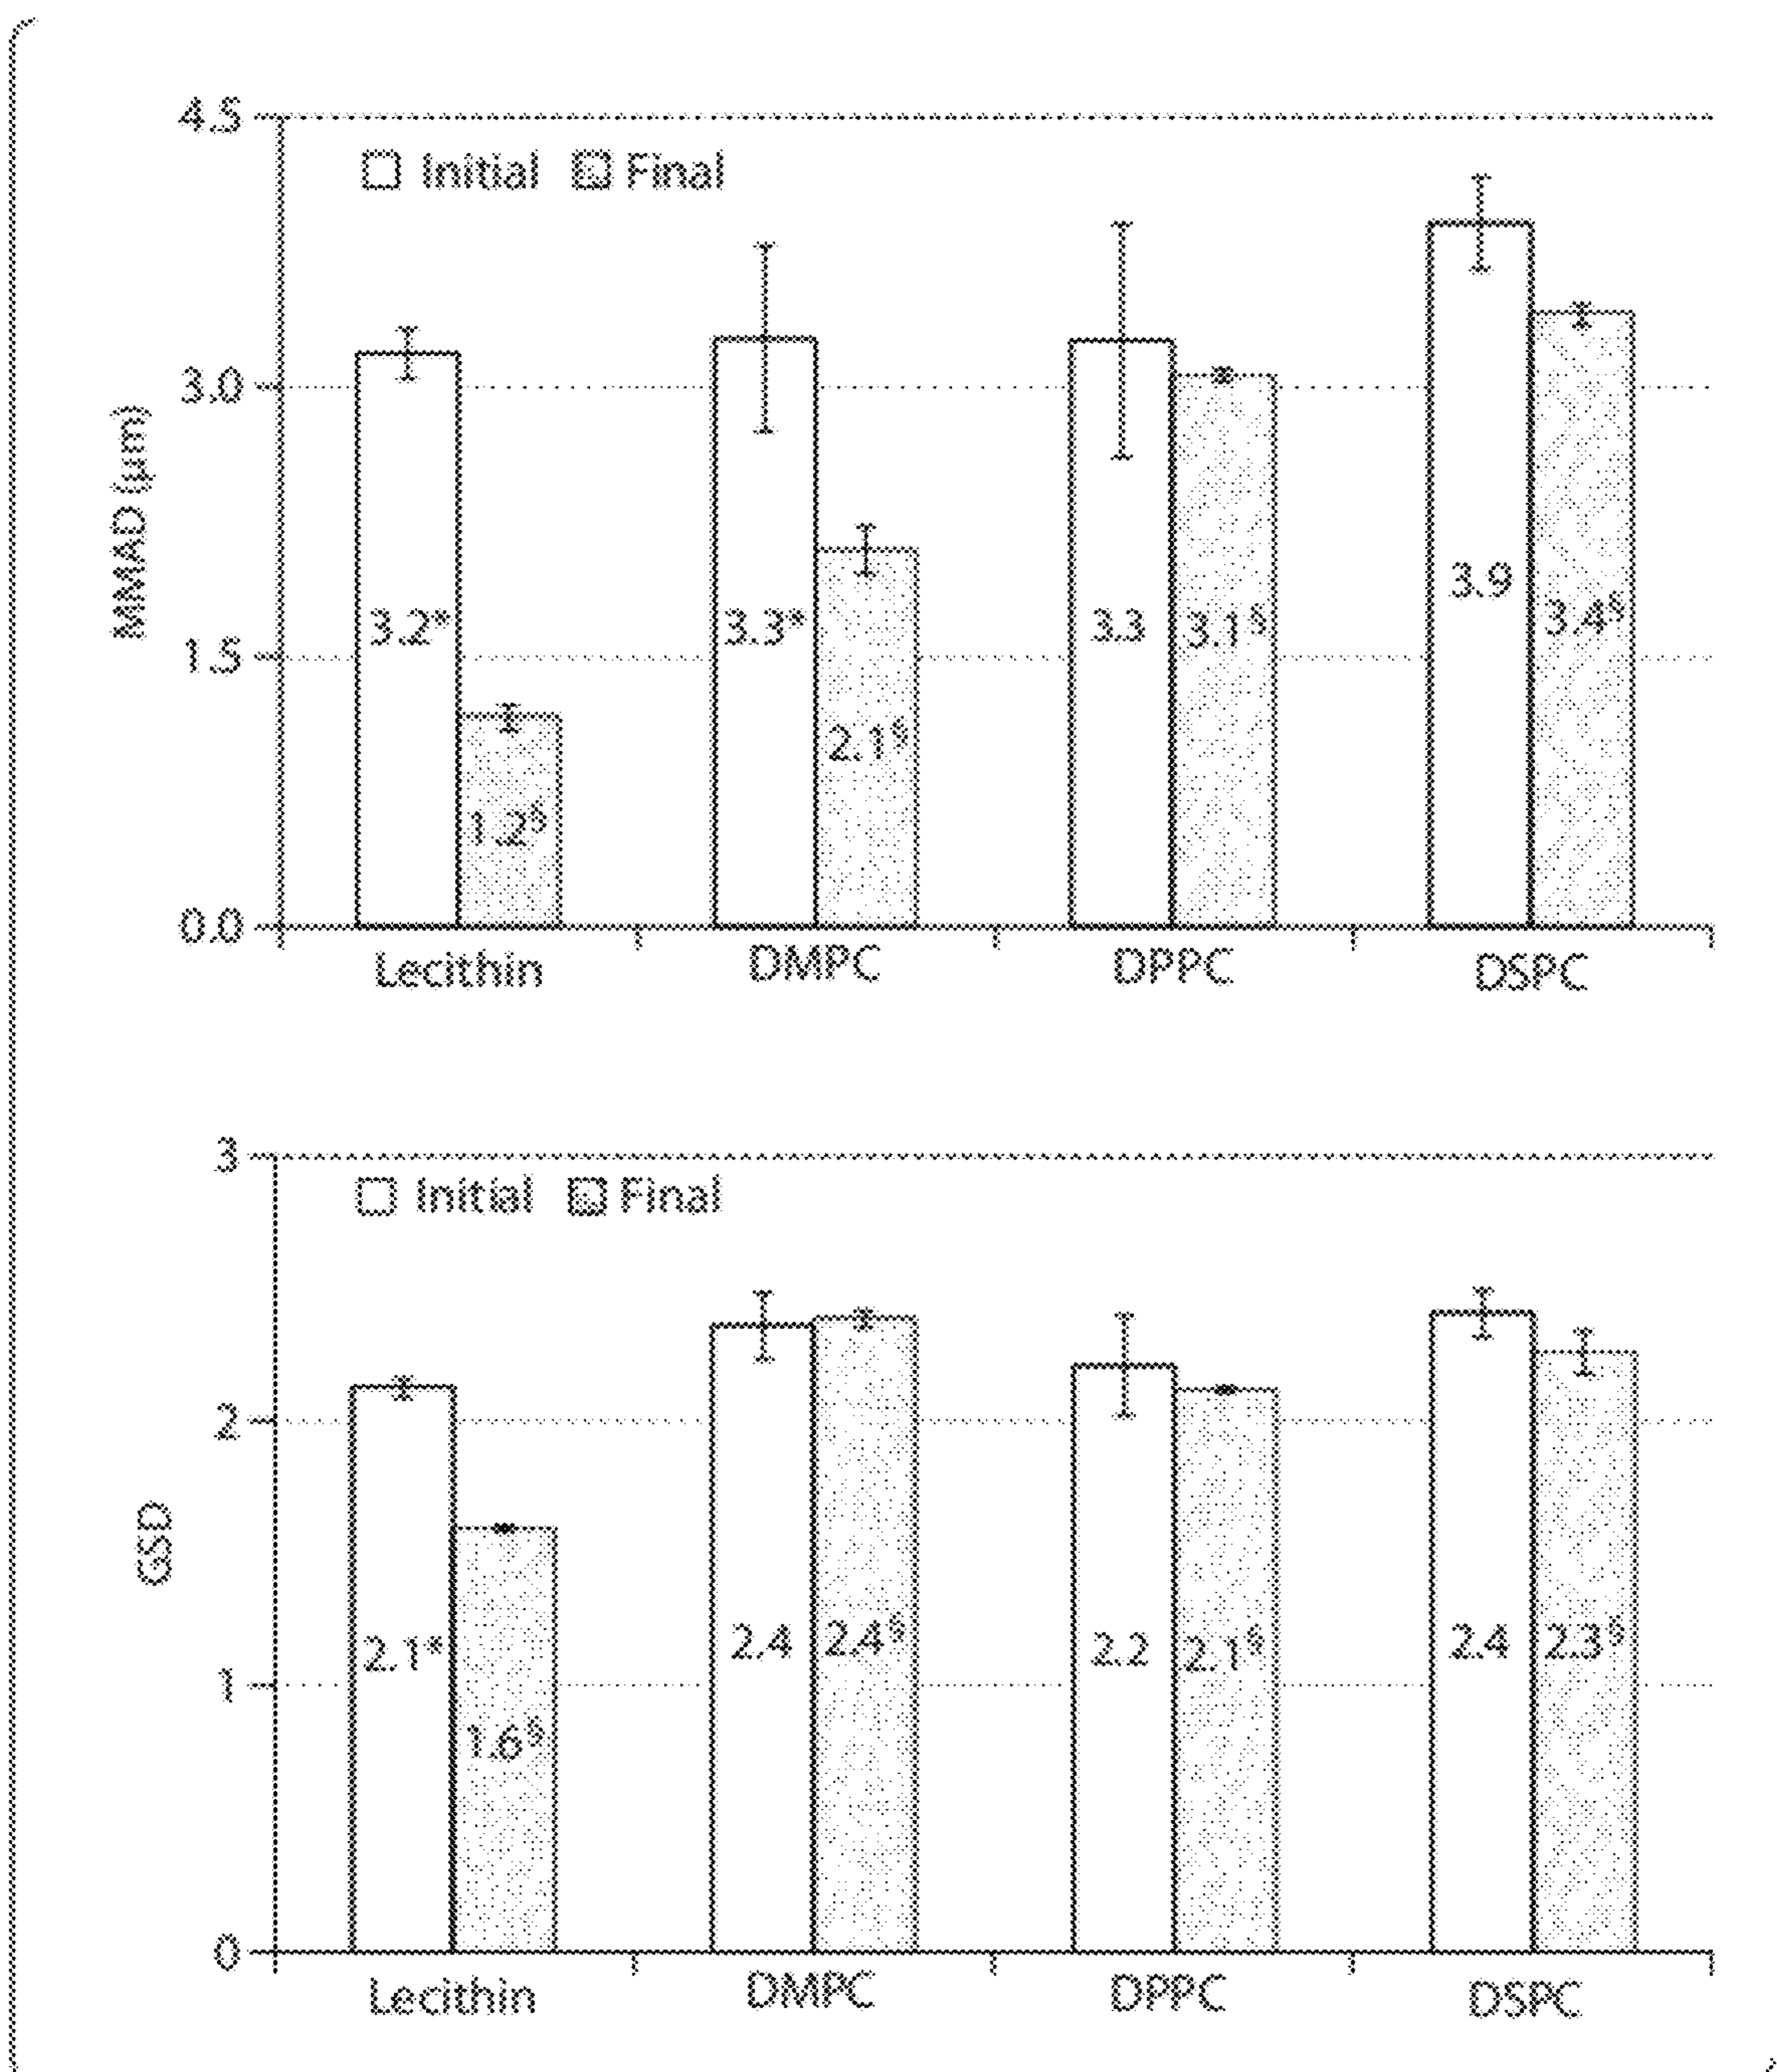 4.5
Initial Final
3.0
MMAD (µm)
3.9
3.2* 3.3* 3.3 3.1§ 3.4§
1.5
2.1§
1.2§
0.0
Lecithin DMPC DPPC DSPC
3
Initial Final
2
GSD
2.1* 2.4 2.4§ 2.2 2.1§ 2.4 2.3§
1
1.6§
0
Lecithin DMPC DPPC DSPC